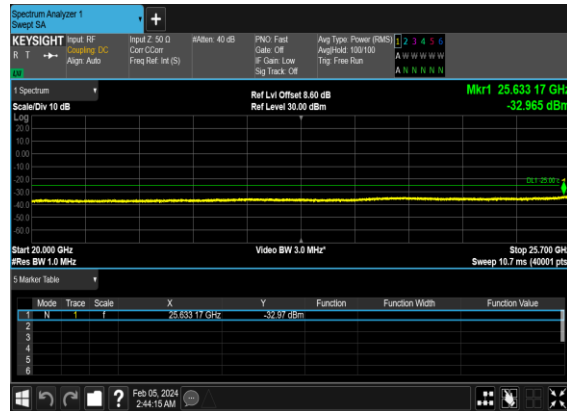 Spectrum Analyzer 1
Swept SA
+
KEYSIGHT Input: RF Input Z: 50 Ω #Atten: 40 dB PNO: Fast Avg Type: Power (RMS) 1 2 3 4 5 6
R T Coupling: DC Corr CCorr Gate: Off Avg|Hold: 100/100 A W W W W W
Align: Auto Freq Ref: Int (S) IF Gain: Low Trig: Free Run
Sig Track: Off A N N N N N
1 Spectrum Ref Lvl Offset 8.60 dB Mkr1 25.633 17 GHz
Scale/Div 10 dB Ref Level 30.00 dBm -32.965 dBm
Log
20.0
10.0
0.00
-10.0
-20.0
DL1 -25.00
-30.0
-40.0
-50.0
-60.0
Start 20.000 GHz Video BW 3.0 MHz* Stop 25.700 GHz
#Res BW 1.0 MHz Sweep 10.7 ms (40001 pts
5 Marker Table
Mode Trace Scale X Y Function Function Width Function Value
1 N 1 f 25.633 17 GHz -32.97 dBm
2
3
4
5
6
? Feb 05, 2024
2:44:15 AM